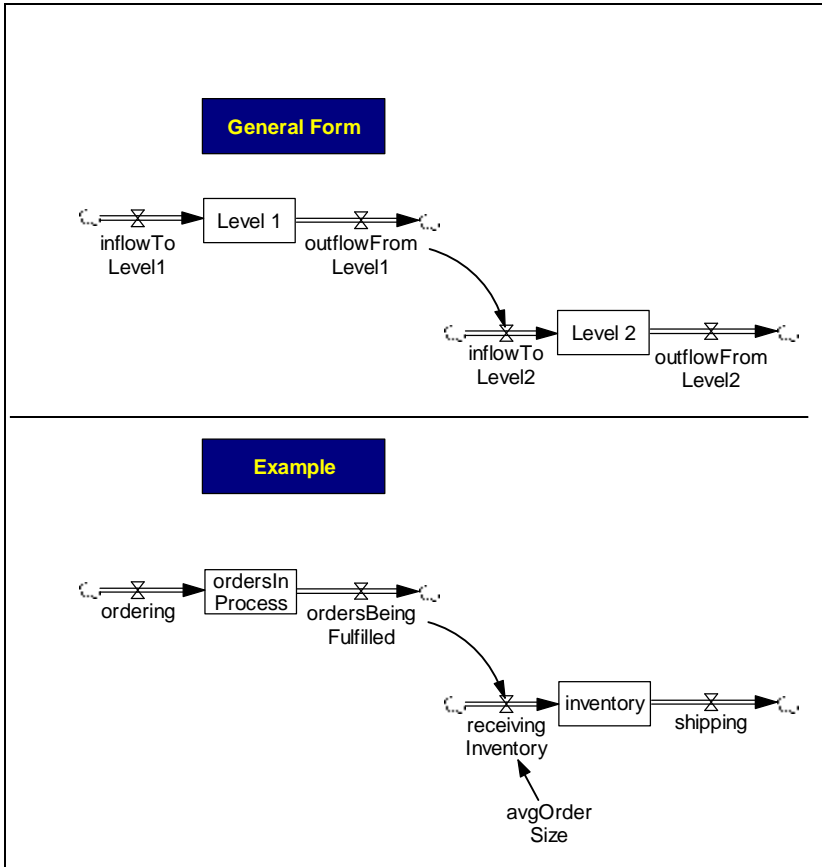 General Form
Level 1
inflowTo
Level1
outflowFrom
Level1
Level 2
inflowTo
Level2
outflowFrom
Level2
Example
ordersIn
Process
ordering
ordersBeing
Fulfilled
inventory
receiving
Inventory
shipping
avgOrder
Size